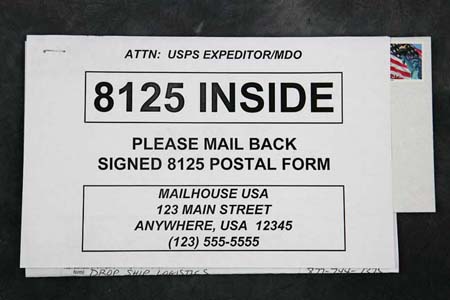 ATTN: USPS EXPEDITOR/MDO
8125 INSIDE
PLEASE MAIL BACK
SIGNED 8125 POSTAL FORM
MAILHOUSE USA
123 MAIN STREET
ANYWHERE, USA 12345
(123) 555-5555
DROP SHIP LOGISTICS